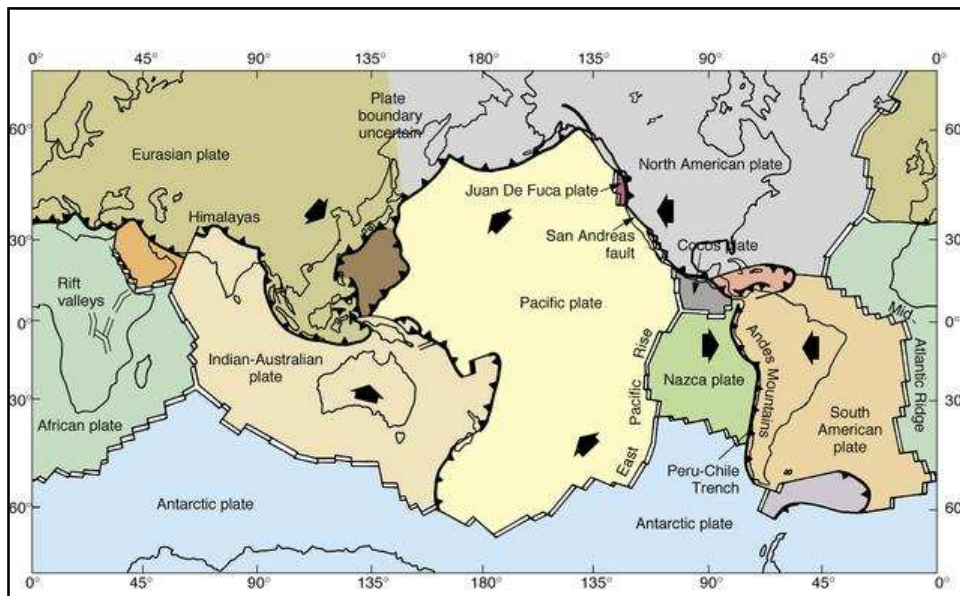 0° 45° 90° 135° 180° 135° 90° 45° 0°
Plate
boundary
uncertain
60° 60
Eurasian plate
North American plate
Juan De Fuca plate
Himalayas
San Andreas
fault
Cocos plate
30° 30
Rift
valleys
Pacific plate
Mid-
0° 0°
Indian-Australian
plate
Rise
Pacific
East
Nazca plate
Andes Mountains
Atlantic Ridge
30° 30
African plate
South
American
plate
Peru-Chile
Trench
Antarctic plate
Antarctic plate
60° 60
0° 45° 90° 135° 180° 135° 90° 45° 0°